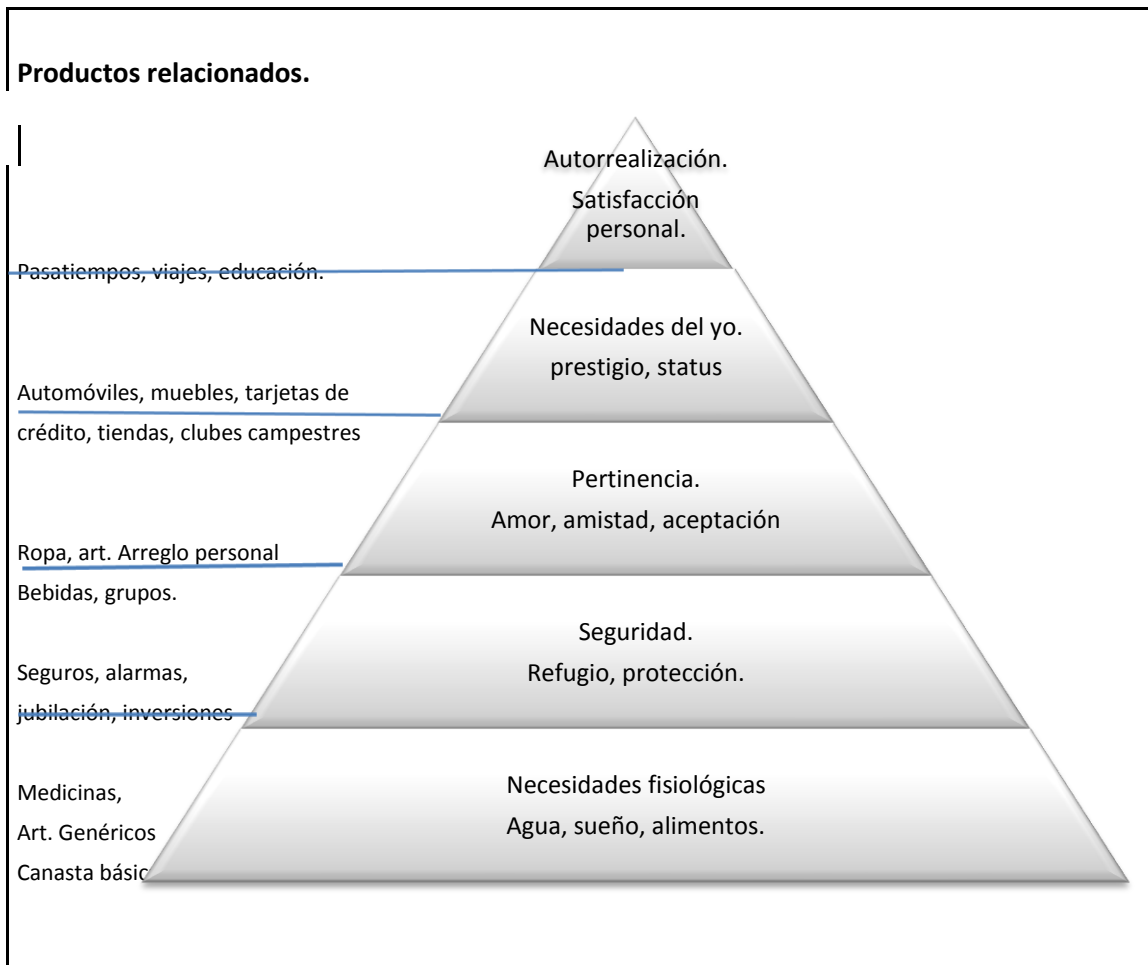 Productos relacionados.
Autorrealización.
Satisfacción
personal.
Pasatiempos, viajes, educación.
Necesidades del yo.
prestigio, status
Automóviles, muebles, tarjetas de
crédito, tiendas, clubes campestres
Pertinencia.
Amor, amistad, aceptación
Ropa, art. Arreglo personal
Bebidas, grupos.
Seguridad.
Refugio, protección.
Seguros, alarmas,
jubilación, inversiones
Necesidades fisiológicas
Agua, sueño, alimentos.
Medicinas,
Art. Genéricos
Canasta básic